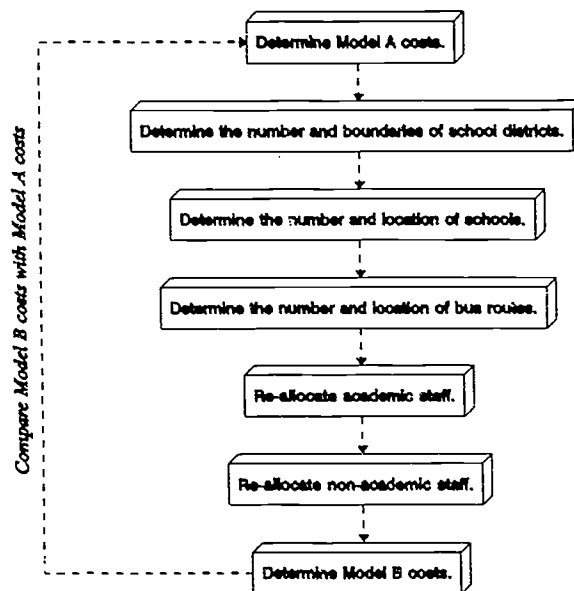 Determine Model A costs.
Determine the number and boundaries of school districts.
Determine the number and location of schools.
Determine the number and location of bus routes.
Re-allocate academic staff.
Re-allocate non-academic staff.
Determine Model B costs.
Compare Model B costs with Model A costs